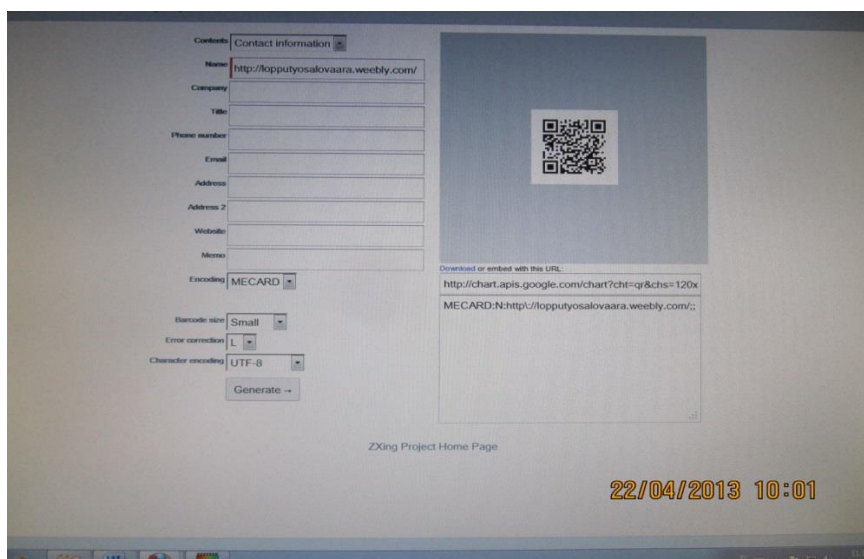 Contents Contact information
Name http://lopputyosalovaara.weebly.com/
Company
Title
Phone number
Email
Address
Address 2
Website
Memo
Encoding MECARD
Barcode size Small
Error correction L
Character encoding UTF-8
Generate →
Download or embed with this URL:
http://chart.apis.google.com/chart?cht=qr&chs=120x
MECARD:N:http\://lopputyosalovaara.weebly.com/;;
ZXing Project Home Page
22/04/2013 10:01